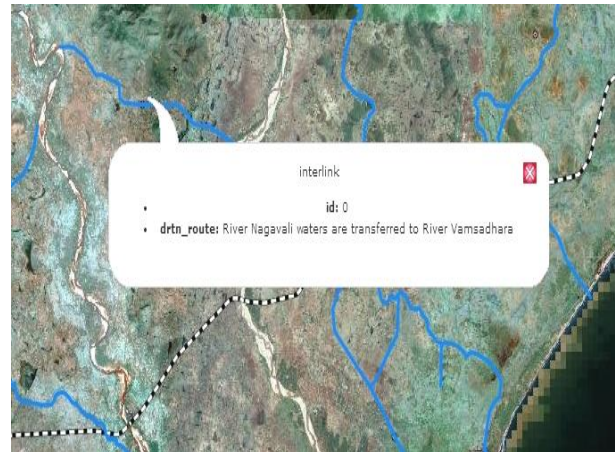 interlink
• id: 0
• drtn_route: River Nagavali waters are transferred to River Vamsadhara